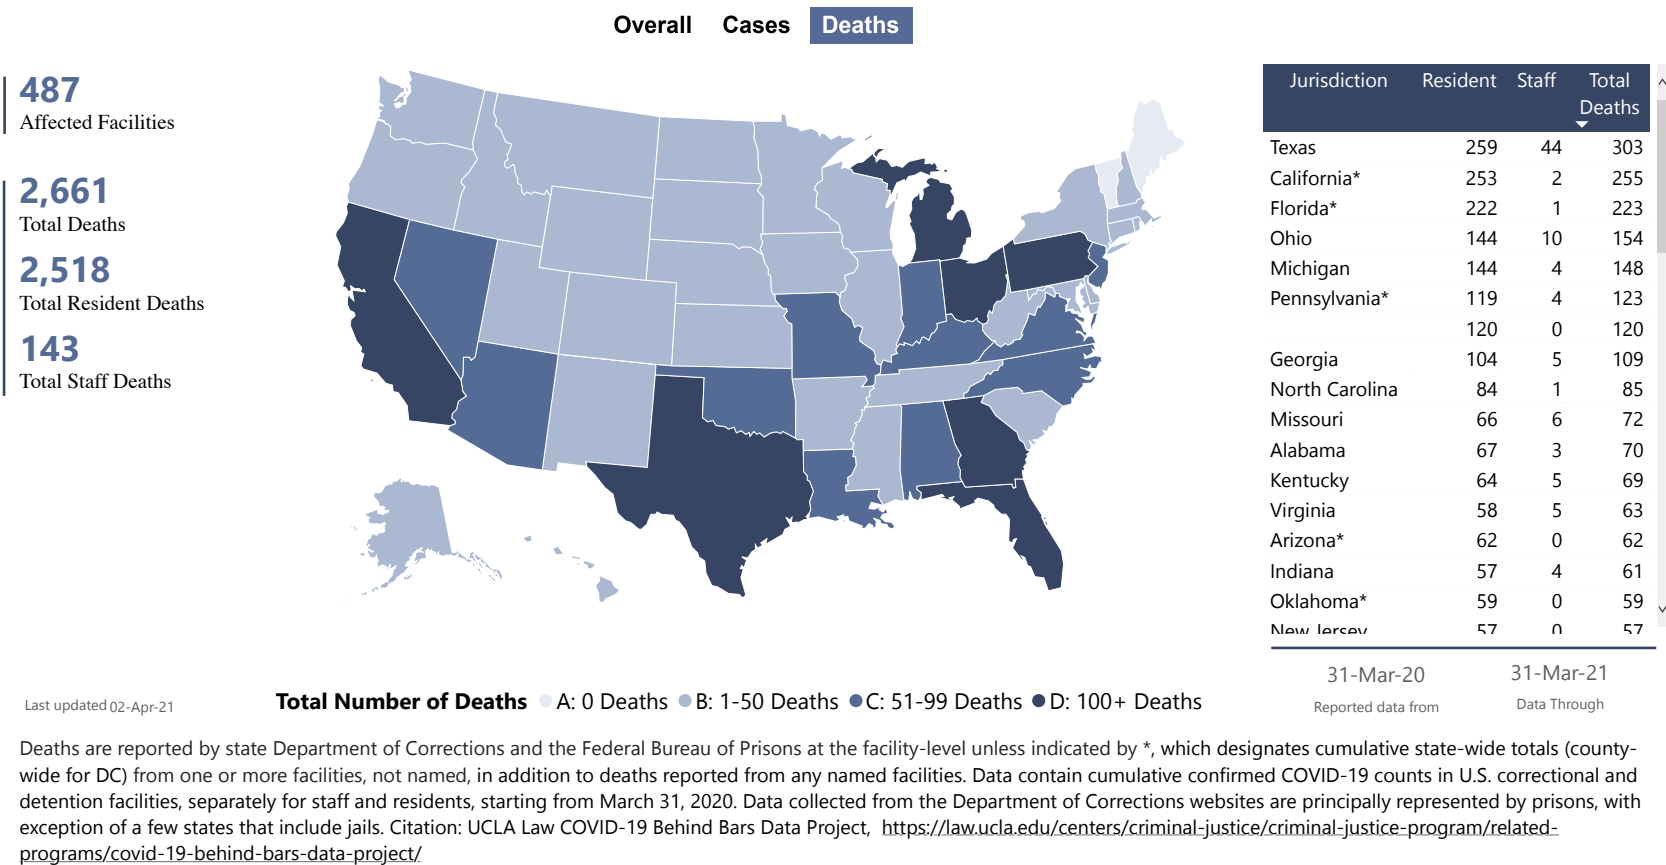 Overall Cases Deaths
487
Affected Facilities
2,661
Total Deaths
2,518
Total Resident Deaths
143
Total Staff Deaths
Jurisdiction Resident Staff Total Deaths
Texas 259 44 303
California* 253 2 255
Florida* 222 1 223
Ohio 144 10 154
Michigan 144 4 148
Pennsylvania* 119 4 123
120 0 120
Georgia 104 5 109
North Carolina 84 1 85
Missouri 66 6 72
Alabama 67 3 70
Kentucky 64 5 69
Virginia 58 5 63
Arizona* 62 0 62
Indiana 57 4 61
Oklahoma* 59 0 59
New Jersey 57 0 57
31-Mar-20 31-Mar-21
Reported data from Data Through
Last updated 02-Apr-21
Total Number of Deaths A: 0 Deaths B: 1-50 Deaths C: 51-99 Deaths D: 100+ Deaths
Deaths are reported by state Department of Corrections and the Federal Bureau of Prisons at the facility-level unless indicated by *, which designates cumulative state-wide totals (county-
wide for DC) from one or more facilities, not named, in addition to deaths reported from any named facilities. Data contain cumulative confirmed COVID-19 counts in U.S. correctional and
detention facilities, separately for staff and residents, starting from March 31, 2020. Data collected from the Department of Corrections websites are principally represented by prisons, with
exception of a few states that include jails. Citation: UCLA Law COVID-19 Behind Bars Data Project, https://law.ucla.edu/centers/criminal-justice/criminal-justice-program/related-
programs/covid-19-behind-bars-data-project/